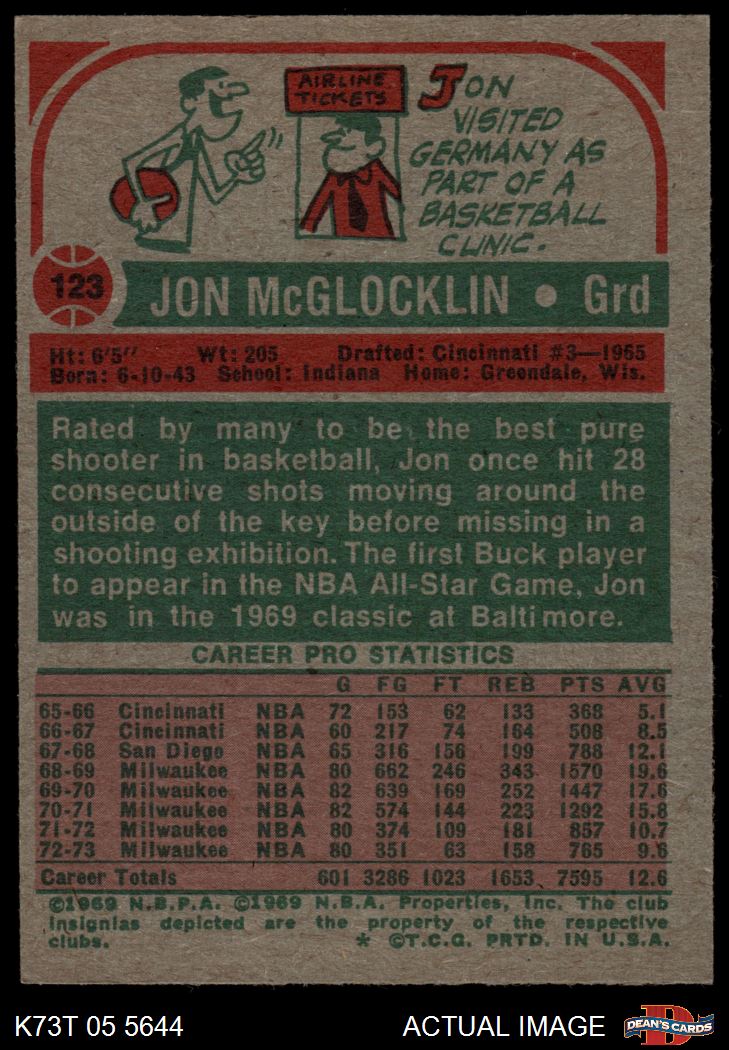 AIRLINE
TICKETS
JON
VISITED
GERMANY AS
PART OF A
BASKETBALL
CLINIC.
123
JON McGLOCKLIN • Grd
Ht: 6'5" Wt: 205 Drafted: Cincinnati #3—1965
Born: 6-10-43 School: Indiana Home: Greendale, Wis.
Rated by many to be the best pure
shooter in basketball, Jon once hit 28
consecutive shots moving around the
outside of the key before missing in a
shooting exhibition. The first Buck player
to appear in the NBA All-Star Game, Jon
was in the 1969 classic at Baltimore.
CAREER PRO STATISTICS
G FG FT REB PTS AVG
65-66 Cincinnati NBA 72 153 62 133 368 5.1
66-67 Cincinnati NBA 60 217 74 164 508 8.5
67-68 San Diego NBA 65 316 156 199 788 12.1
68-69 Milwaukee NBA 80 662 246 343 1570 19.6
69-70 Milwaukee NBA 82 639 169 252 1447 17.6
70-71 Milwaukee NBA 82 574 144 223 1292 15.8
71-72 Milwaukee NBA 80 374 109 181 857 10.7
72-73 Milwaukee NBA 80 351 63 158 765 9.6
Career Totals 601 3286 1023 1653 7595 12.6
©1969 N.B.P.A. ©1969 N.B.A. Properties, Inc. The club
insignias depicted are the property of the respective
clubs. * ©T.C.G. PRTD. IN U.S.A.
K73T 05 5644 ACTUAL IMAGE DEAN'S CARDS